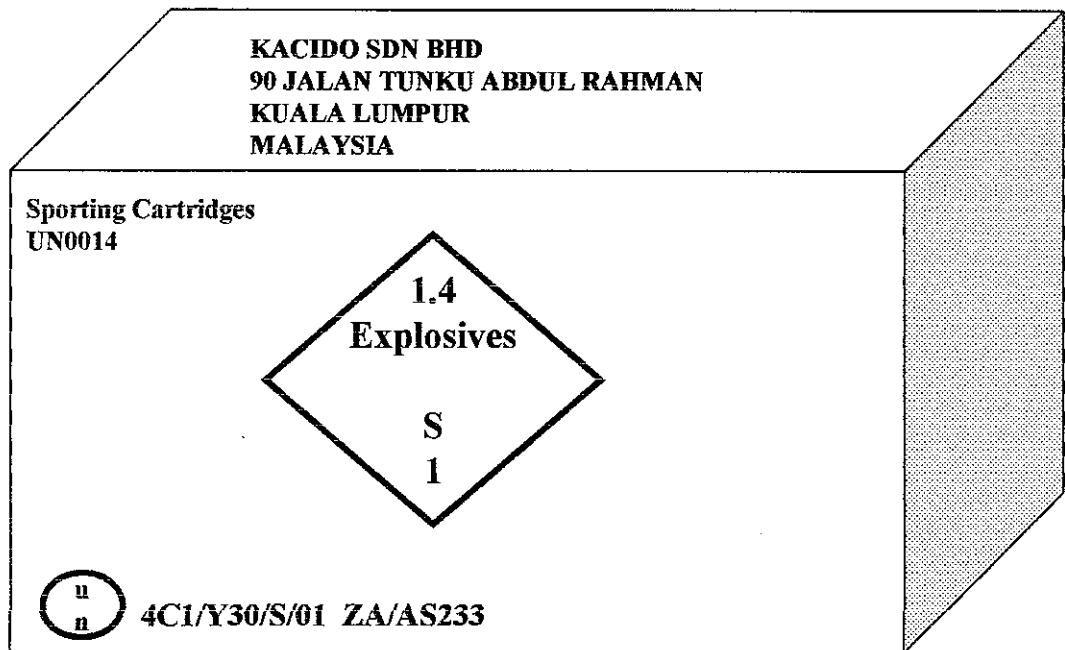 KACIDO SDN BHD
90 JALAN TUNKU ABDUL RAHMAN
KUALA LUMPUR
MALAYSIA
Sporting Cartridges
UN0014
1.4
Explosives
S
1
u
n
4C1/Y30/S/01 ZA/AS233